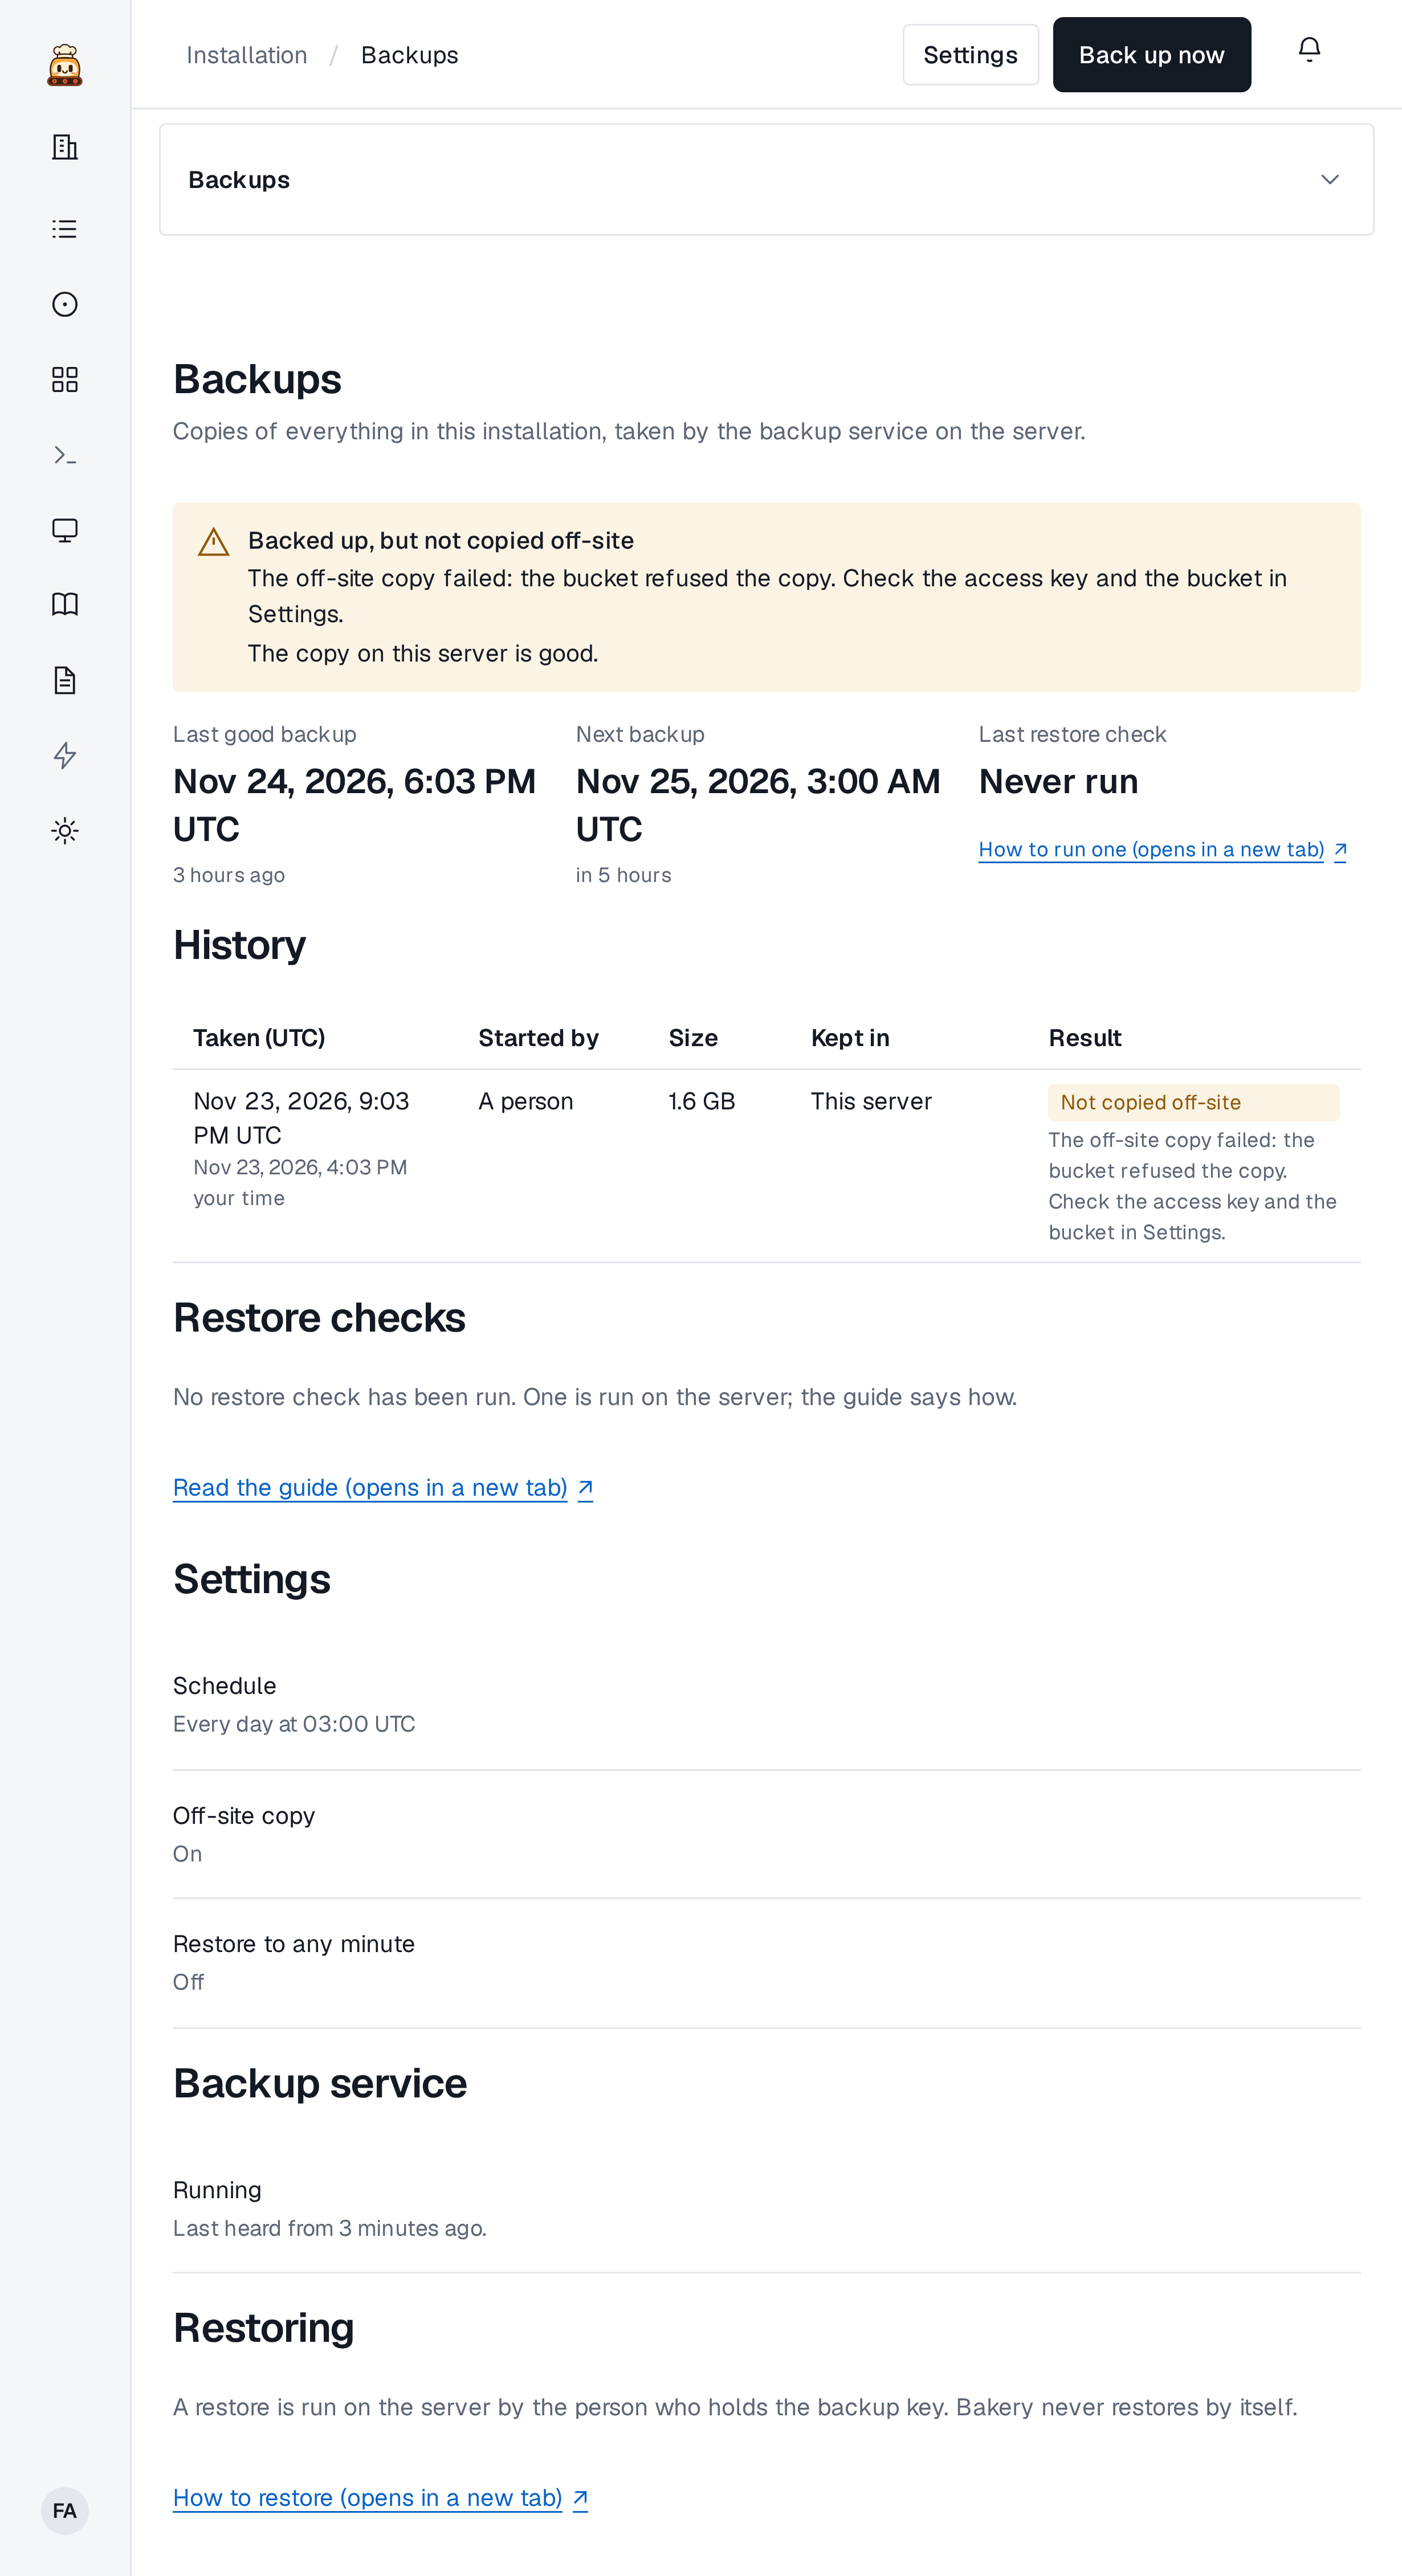 Installation / Backups
Settings
Back up now
Backups
Backups
Copies of everything in this installation, taken by the backup service on the server.
Backed up, but not copied off-site
The off-site copy failed: the bucket refused the copy. Check the access key and the bucket in
Settings.
The copy on this server is good.
Last good backup
Nov 24, 2026, 6:03 PM
UTC
3 hours ago
Next backup
Nov 25, 2026, 3:00 AM
UTC
in 5 hours
Last restore check
Never run
How to run one (opens in a new tab)
History
Taken (UTC) Started by Size Kept in Result
Nov 23, 2026, 9:03
PM UTC
Nov 23, 2026, 4:03 PM
your time
A person
1.6 GB
This server
Not copied off-site
The off-site copy failed: the
bucket refused the copy.
Check the access key and the
bucket in Settings.
Restore checks
No restore check has been run. One is run on the server; the guide says how.
Read the guide (opens in a new tab)
Settings
Schedule
Every day at 03:00 UTC
Off-site copy
On
Restore to any minute
Off
Backup service
Running
Last heard from 3 minutes ago.
Restoring
A restore is run on the server by the person who holds the backup key. Bakery never restores by itself.
How to restore (opens in a new tab)
FA